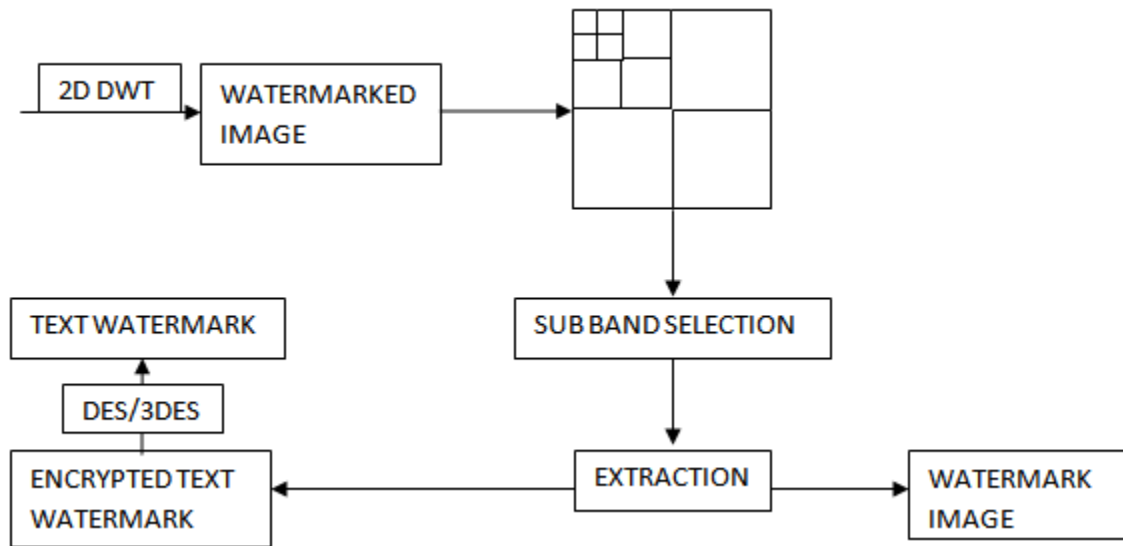 2D DWT
WATERMARKED
IMAGE
TEXT WATERMARK
SUB BAND SELECTION
DES/3DES
ENCRYPTED TEXT
WATERMARK
EXTRACTION
WATERMARK
IMAGE